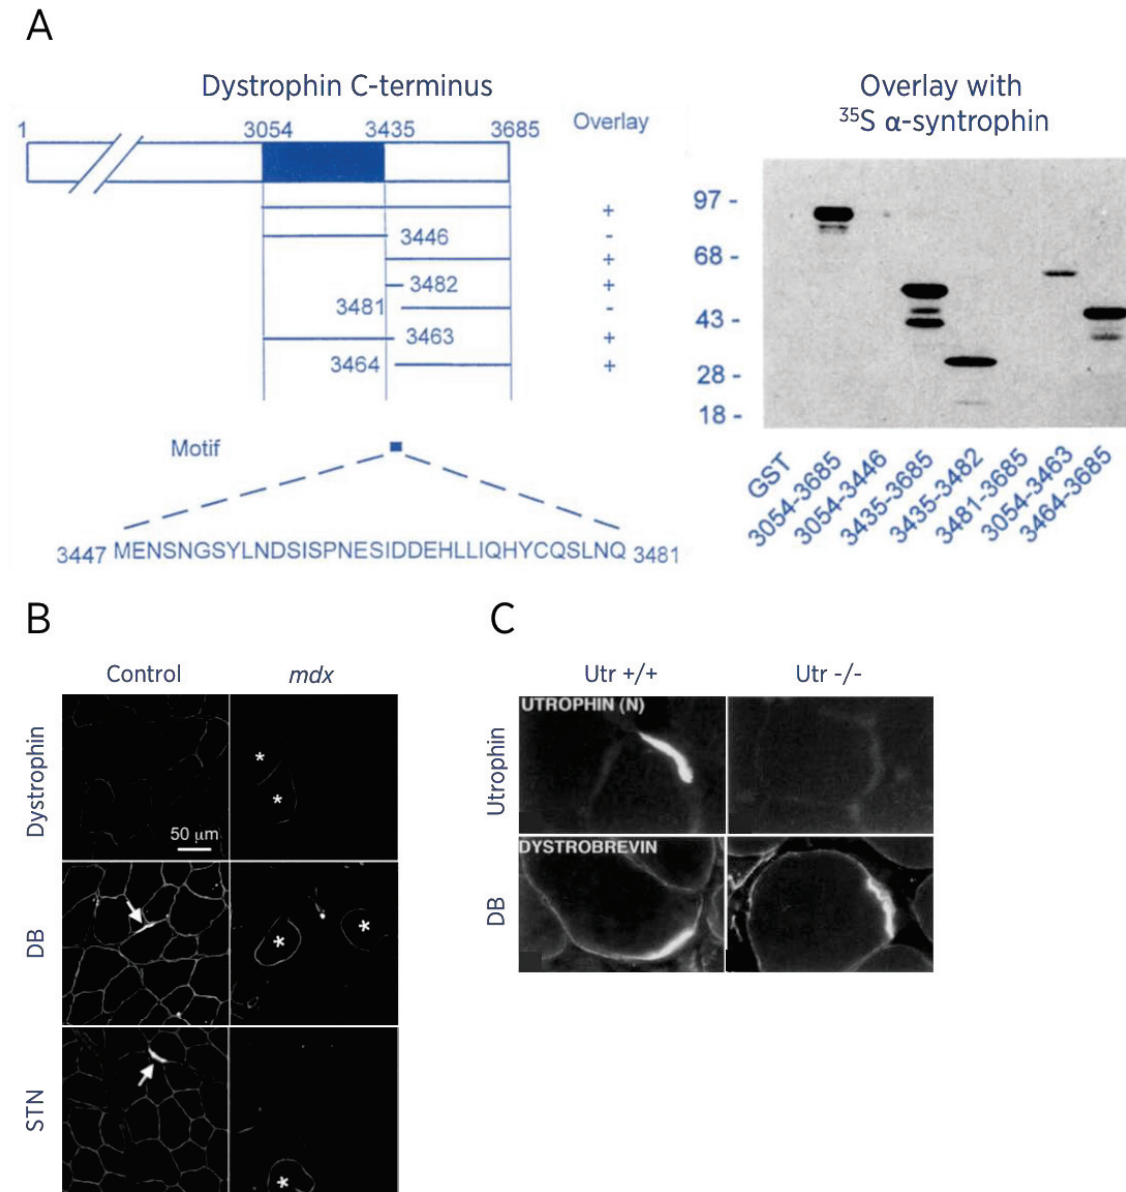 A
Dystrophin C-terminus
1 3054 3435 3685 Overlay
+
3446 -
+
3482 +
3481 -
3463 +
3464 +
Motif
3447 MENSNGSYLNDSISPNESIDDEHLLIQHYCQSLNQ 3481
Overlay with
35S α-syntrophin
97 -
68 -
43 -
28 -
18 -
GST
3054-3685
3054-3446
3435-3685
3435-3482
3481-3685
3054-3463
3464-3685
B
Control mdx
Dystrophin
* *
50 μm
DB
* *
STN
*
C
Utr +/+ Utr -/-
Utrophin
UTROPHIN (N)
DB
DYSTROBREVIN